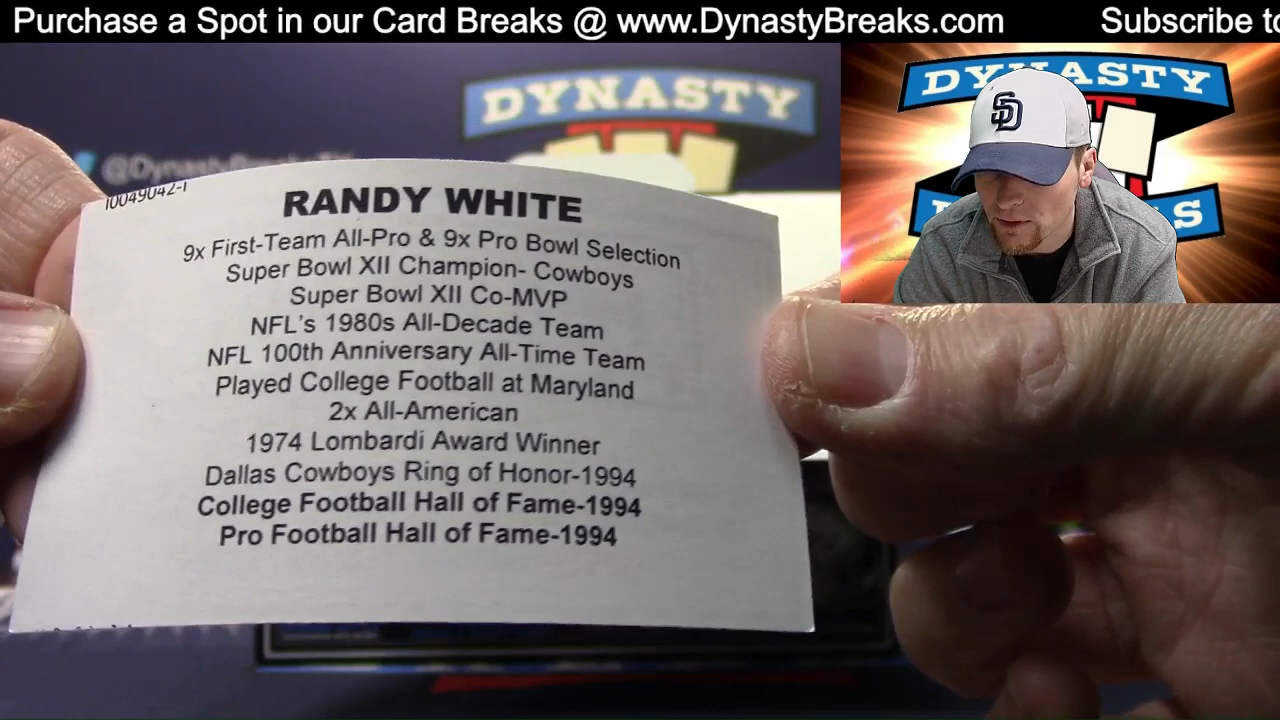 Purchase a Spot in our Card Breaks @ www.DynastyBreaks.com Subscribe to
DYNASTY
DYNASTY
SD
S
10049042-1
RANDY WHITE
9x First-Team All-Pro & 9x Pro Bowl Selection
Super Bowl XII Champion- Cowboys
Super Bowl XII Co-MVP
NFL's 1980s All-Decade Team
NFL 100th Anniversary All-Time Team
Played College Football at Maryland
2x All-American
1974 Lombardi Award Winner
Dallas Cowboys Ring of Honor-1994
College Football Hall of Fame-1994
Pro Football Hall of Fame-1994